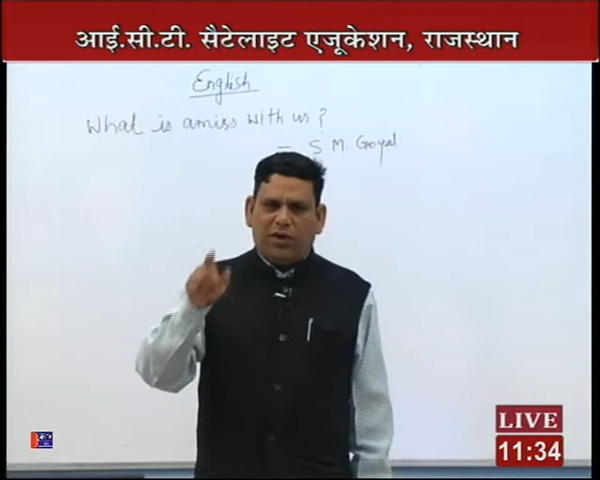 आई.सी.टी. सैटेलाइट एजूकेशन, राजस्थान
English
What is amiss with us?
- S M. Goyal
LIVE
11:34